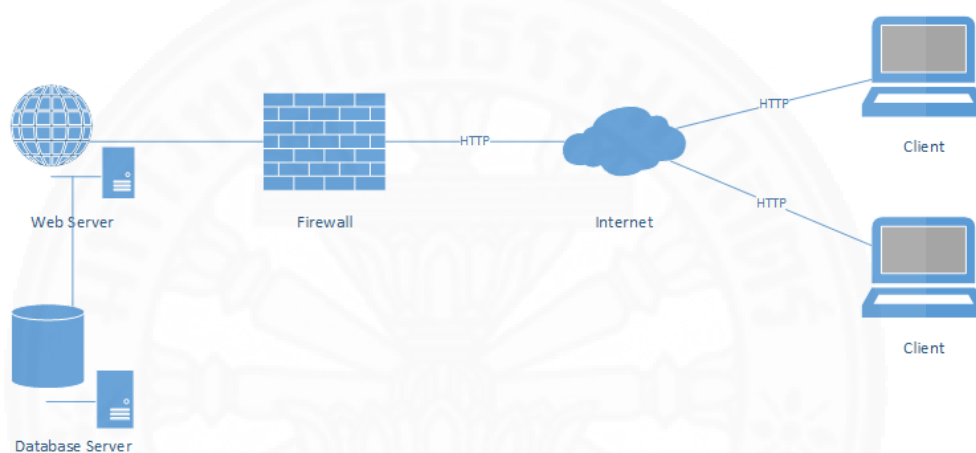 HTTP
Client
HTTP
Web Server
Firewall
Internet
HTTP
Client
Database Server